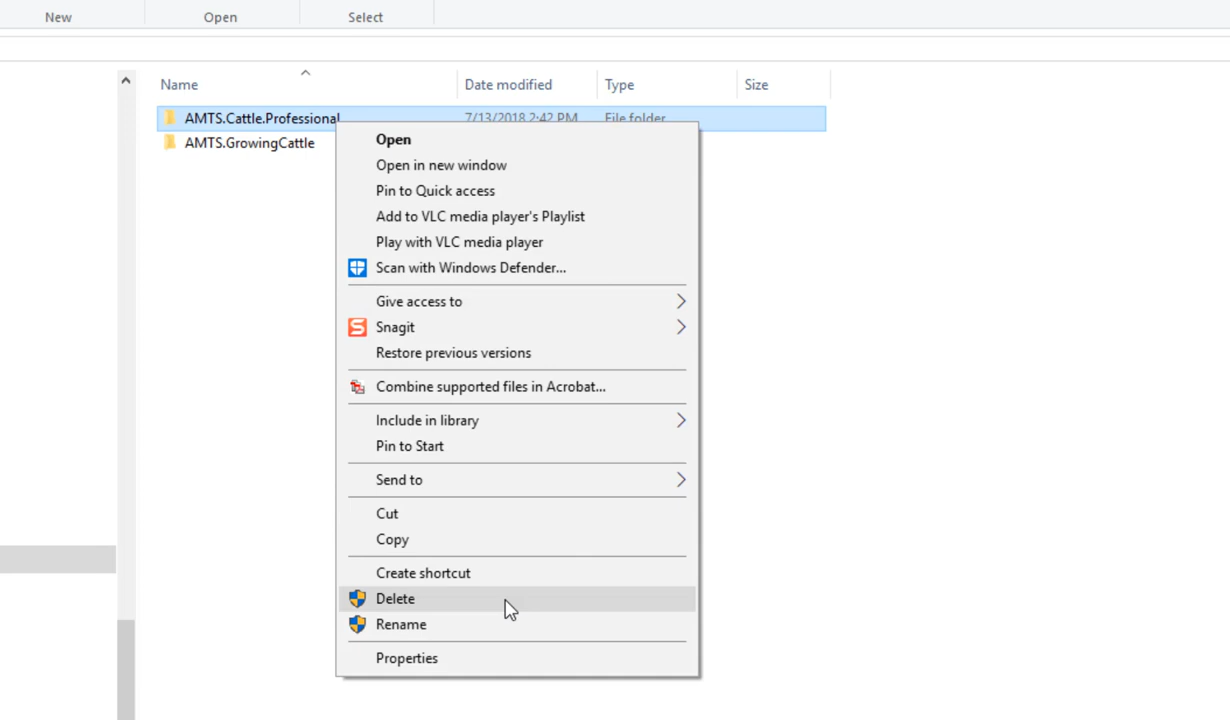 New Open Select
Name Date modified Type Size
AMTS.Cattle.Professional 7/13/2018 2:42 PM File folder
AMTS.GrowingCattle
Open
Open in new window
Pin to Quick access
Add to VLC media player's Playlist
Play with VLC media player
Scan with Windows Defender...
Give access to
Snagit
Restore previous versions
Combine supported files in Acrobat...
Include in library
Pin to Start
Send to
Cut
Copy
Create shortcut
Delete
Rename
Properties